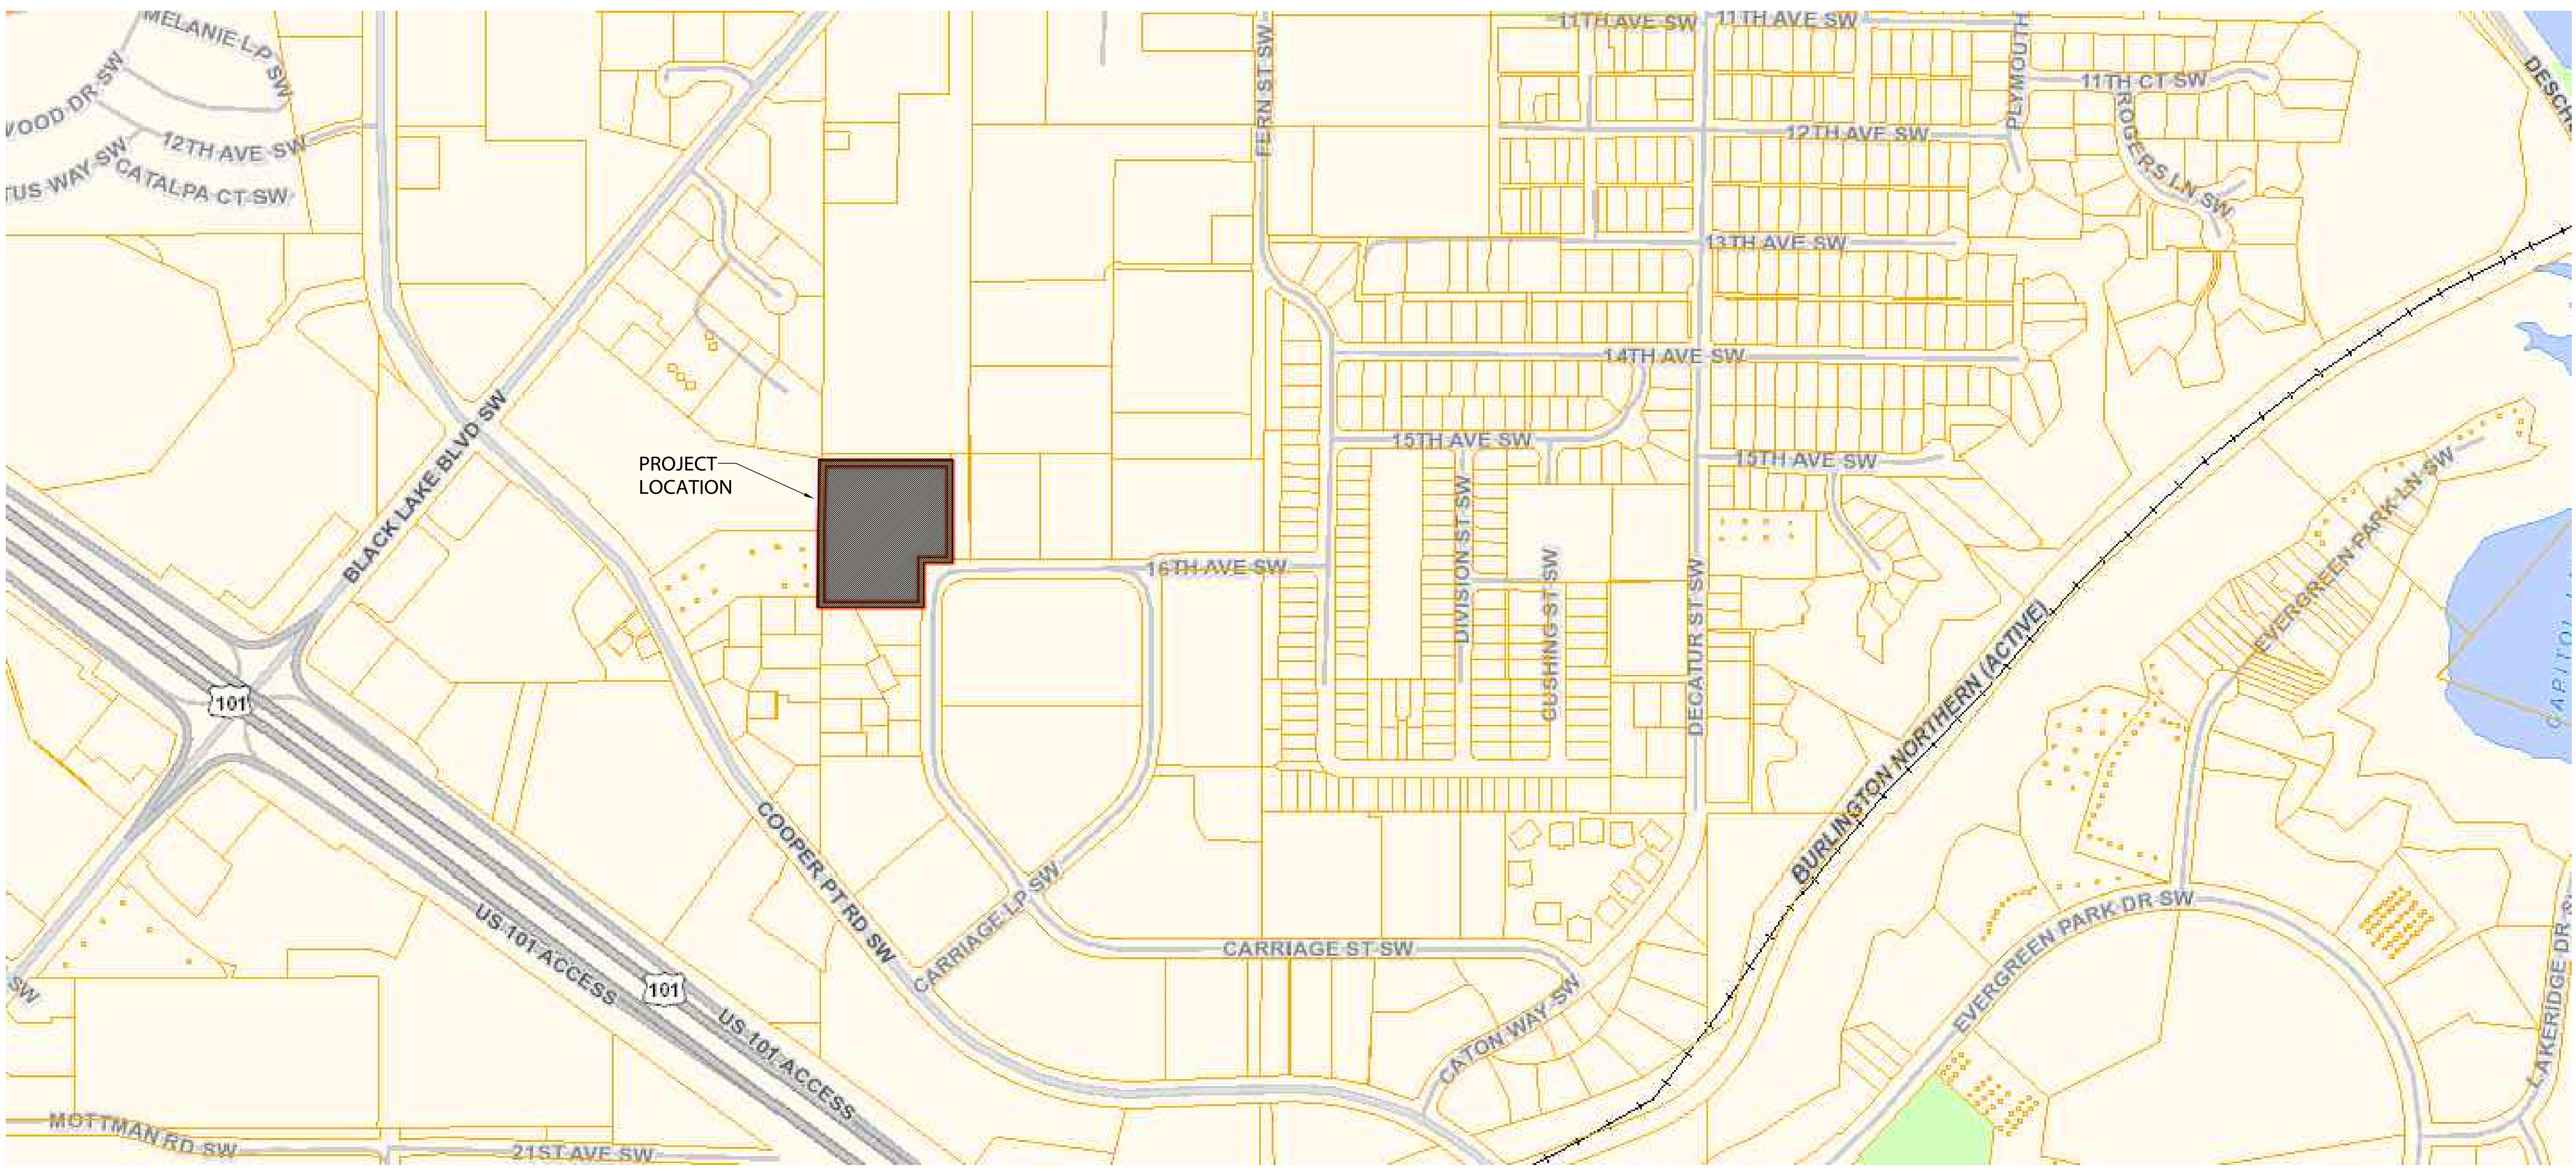 MELANIE LP SW
11TH AVE SW
11TH AVE SW
PLYMOUTH
FERN ST SW
11TH CT SW
WOOD DR SW
12TH AVE SW
12TH AVE SW
ROGERS LN SW
TUS WAY SW
CATALPA CT SW
13TH AVE SW
14TH AVE SW
BLACK LAKE BLVD SW
15TH AVE SW
15TH AVE SW
PROJECT
LOCATION
16TH AVE SW
DIVISION ST SW
CUSHING ST SW
DECATUR ST SW
EVERGREEN PARK LN SW
BURLINGTON NORTHERN (ACTIVE)
101
COOPER PT RD SW
CARRIAGE LP SW
CARRIAGE ST SW
EVERGREEN PARK DR SW
US 101 ACCESS
101
US 101 ACCESS
SW
CATON WAY SW
MOTTMAN RD SW
21ST AVE SW